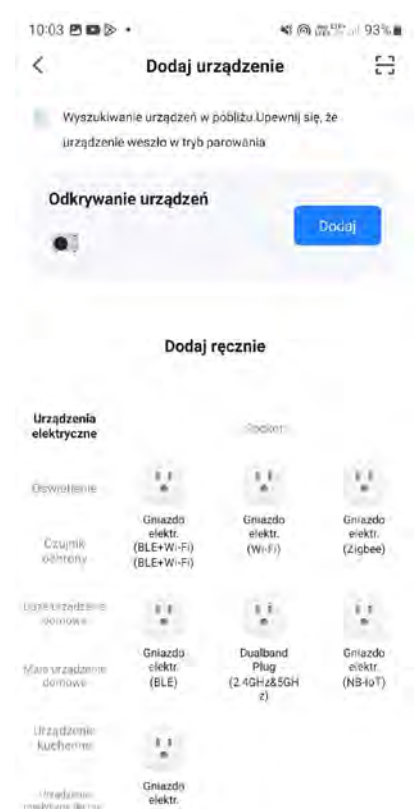 10:03
93%
Dodaj urządzenie
Wyszukiwanie urządzeń w pobliżu.Upewnij się, że
urządzenie weszło w tryb parowania
Odkrywanie urządzeń
Dodaj
Dodaj ręcznie
Urządzenia
elektryczne
Socket
Oświetlenie
Gniazdo
elektr.
(BLE+Wi-Fi)
(BLE+Wi-Fi)
Gniazdo
elektr.
(Wi-Fi)
Gniazdo
elektr.
(Zigbee)
Czujnik
ochrony
Duże urządzenie
domowe
Gniazdo
elektr.
(BLE)
Dualband
Plug
(2.4GHz&5GH
z)
Gniazdo
elektr.
(NB-IoT)
Małe urządzenie
domowe
Urządzenie
kuchenne
Gniazdo
elektr.